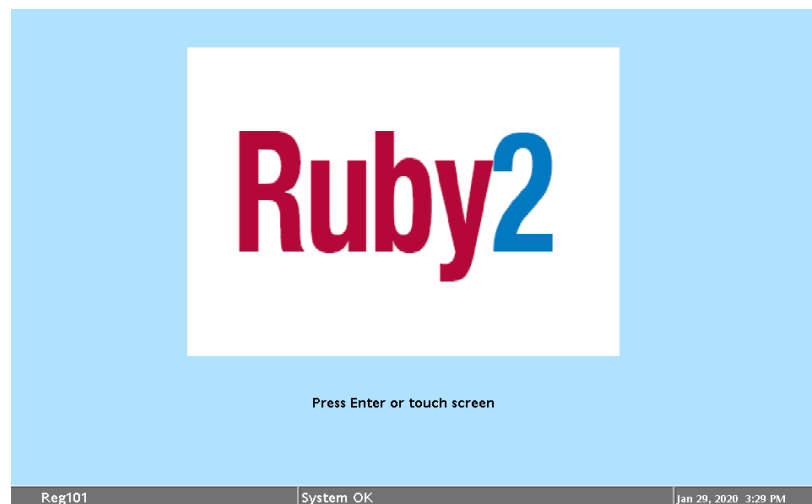 Ruby2
Press Enter or touch screen
Reg101 System OK Jan 29, 2020 3:29 PM